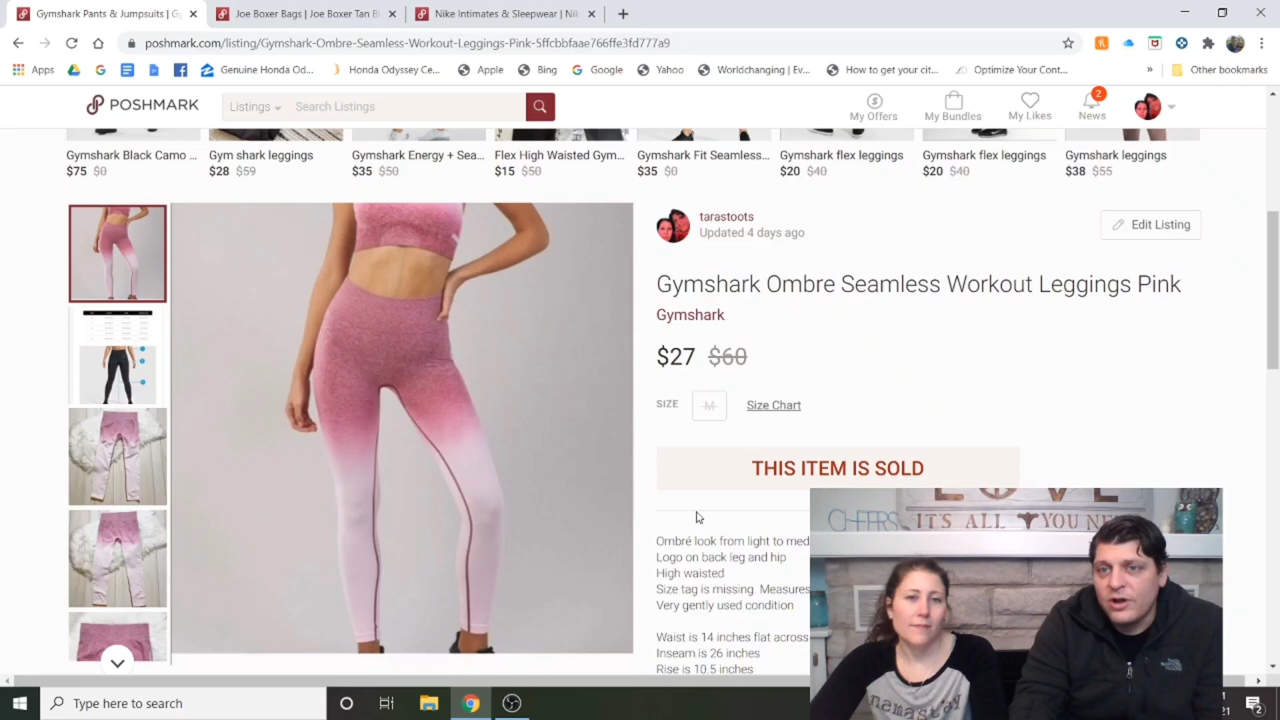 Gymshark Pants & Jumpsuits | G
Joe Boxer Bags | Joe Boxer Tan B
Nike Intimates & Sleepwear | Ni
poshmark.com/listing/Gymshark-Ombre-Seamless-Workout-Leggings-Pink-5ffcbbfaae766ffe3fd777a9
Apps
Genuine Honda Od...
Honda Odyssey Ce...
Apple
Bing
Google
Yahoo
Worldchanging | Ev...
How to get your cit...
Optimize Your Cont...
»
Other bookmarks
POSHMARK
Listings
Search Listings
My Offers
My Bundles
My Likes
2
News
Gymshark Black Camo ...
Gym shark leggings
Gymshark Energy + Sea...
Flex High Waisted Gym...
Gymshark Fit Seamless...
Gymshark flex leggings
Gymshark flex leggings
Gymshark leggings
$75 $0
$28 $59
$35 $50
$15 $50
$35 $0
$20 $40
$20 $40
$38 $55
tarastoots
Updated 4 days ago
Edit Listing
Gymshark Ombre Seamless Workout Leggings Pink
Gymshark
$27 $60
SIZE
M
Size Chart
THIS ITEM IS SOLD
Ombré look from light to med
Logo on back leg and hip
High waisted
Size tag is missing. Measures
Very gently used condition
Waist is 14 inches flat across
Inseam is 26 inches
Rise is 10.5 inches
LOVE
CHEERS
IT'S ALL YOU NE
namast
Type here to search
21
2